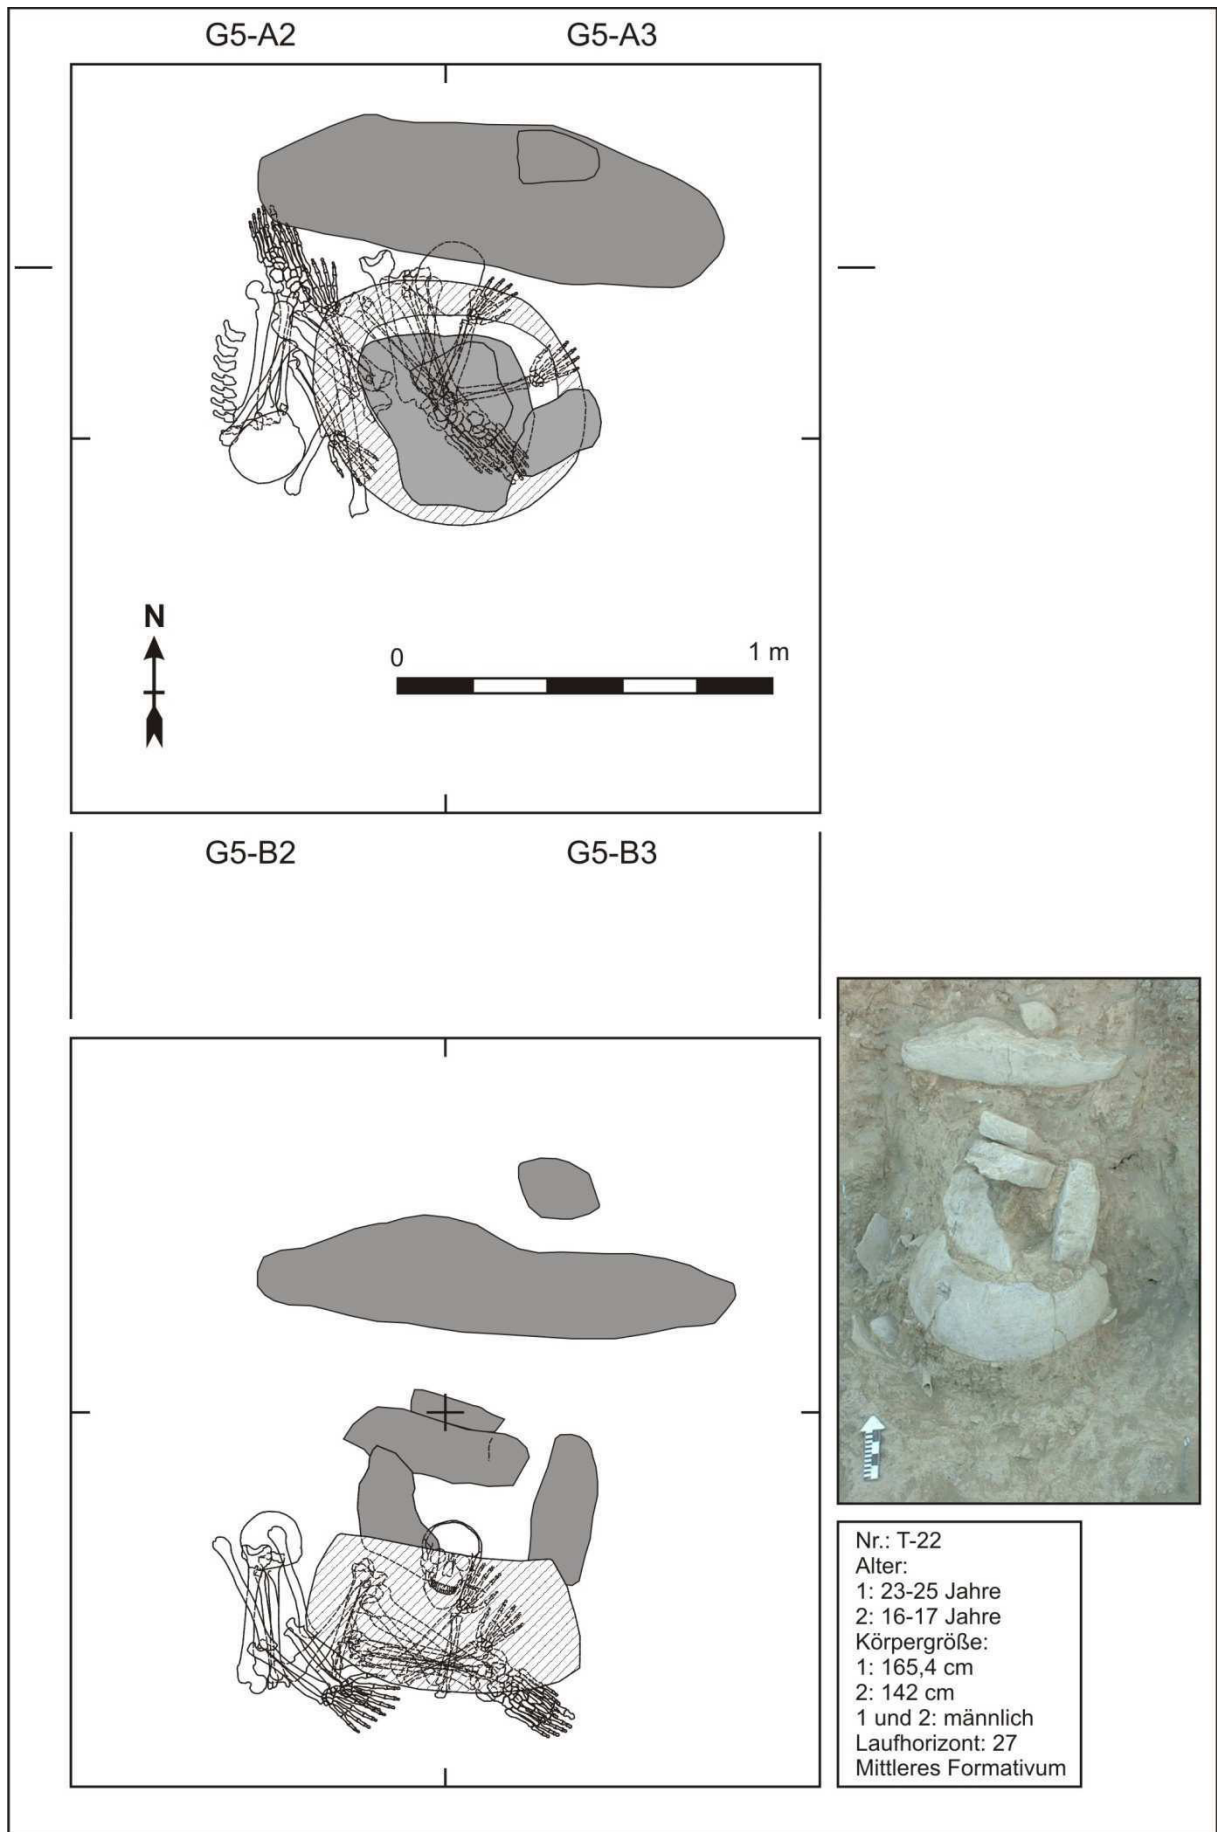 G5-A2 G5-A3
N
0 1 m
G5-B2 G5-B3
Nr.: T-22
Alter:
1: 23-25 Jahre
2: 16-17 Jahre
Körpergröße:
1: 165,4 cm
2: 142 cm
1 und 2: männlich
Laufhorizont: 27
Mittleres Formativum